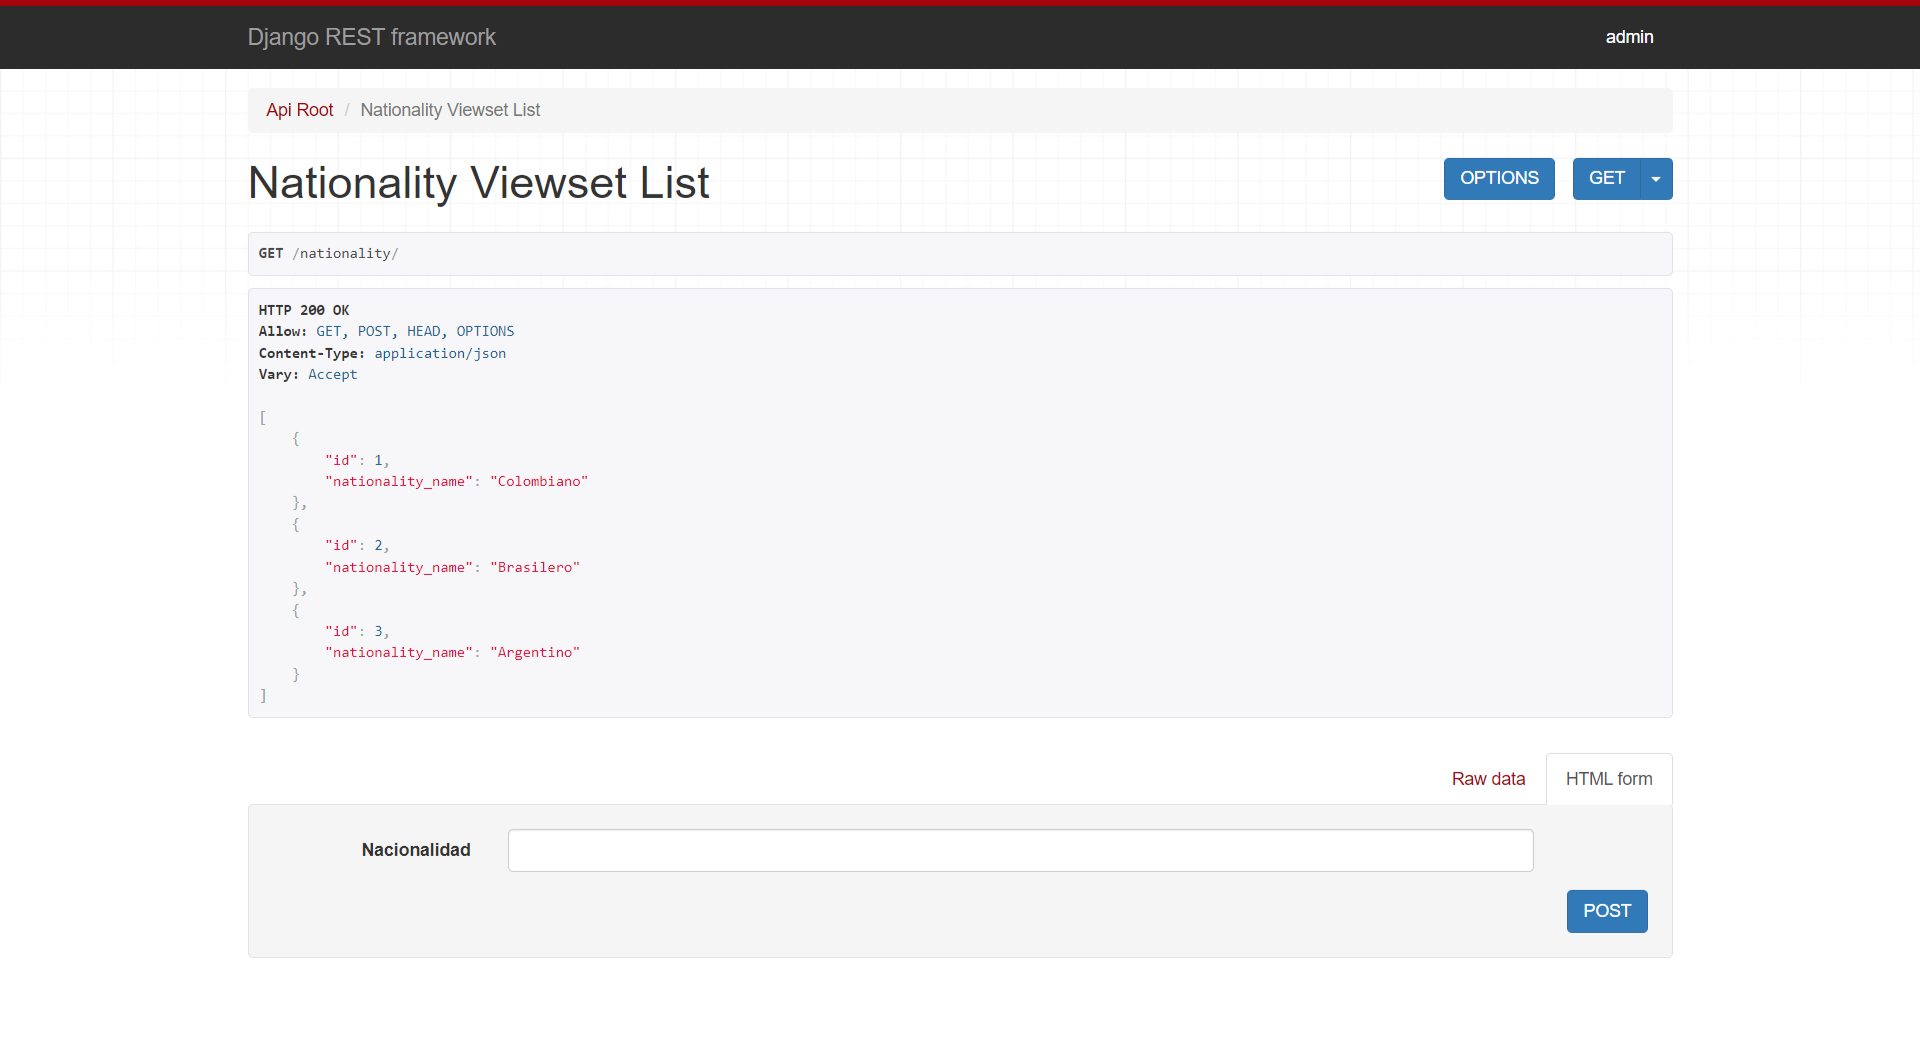 Django REST framework
admin
Api Root / Nationality Viewset List
Nationality Viewset List
OPTIONS
GET
GET /nationality/
HTTP 200 OK
Allow: GET, POST, HEAD, OPTIONS
Content-Type: application/json
Vary: Accept
[
    {
        "id": 1,
        "nationality_name": "Colombiano"
    },
    {
        "id": 2,
        "nationality_name": "Brasilero"
    },
    {
        "id": 3,
        "nationality_name": "Argentino"
    }
]
Raw data
HTML form
Nacionalidad
POST